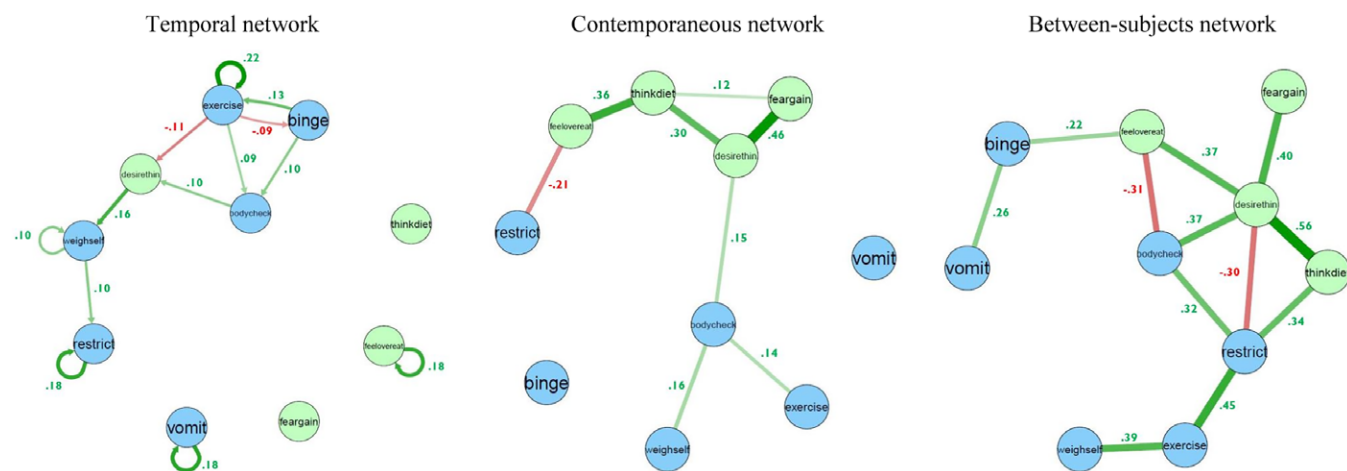 Temporal network
.22
exercise
.13
binge
-.11
-.09
.09
.10
desirethin
.10
.16
bodycheck
thinkdiet
.10
weighself
.10
restrict
.18
feelovereat
.18
feargain
vomit
.18
Contemporaneous network
thinkdiet
.12
feargain
.36
feelovereat
.30
.46
desirethin
-.21
restrict
.15
vomit
bodycheck
.14
binge
.16
exercise
weighself
Between-subjects network
feargain
.22
feelovereat
binge
.37
.40
-.31
desirethin
.26
.37
.56
bodycheck
vomit
-.30
thinkdiet
.32
.34
restrict
.45
.39
weighself
exercise